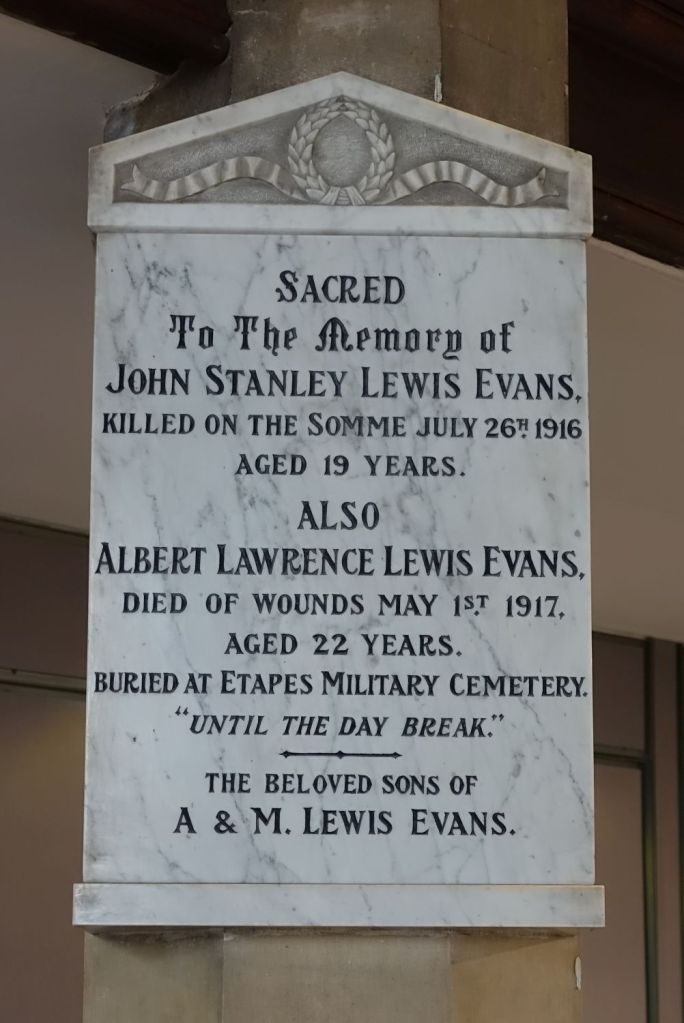 SACRED
To The Memory of
JOHN STANLEY LEWIS EVANS,
KILLED ON THE SOMME JULY 26TH 1916
AGED 19 YEARS.
ALSO
ALBERT LAWRENCE LEWIS EVANS,
DIED OF WOUNDS MAY 1ST. 1917,
AGED 22 YEARS.
BURIED AT ETAPES MILITARY CEMETERY.
"UNTIL THE DAY BREAK."
THE BELOVED SONS OF
A & M. LEWIS EVANS.